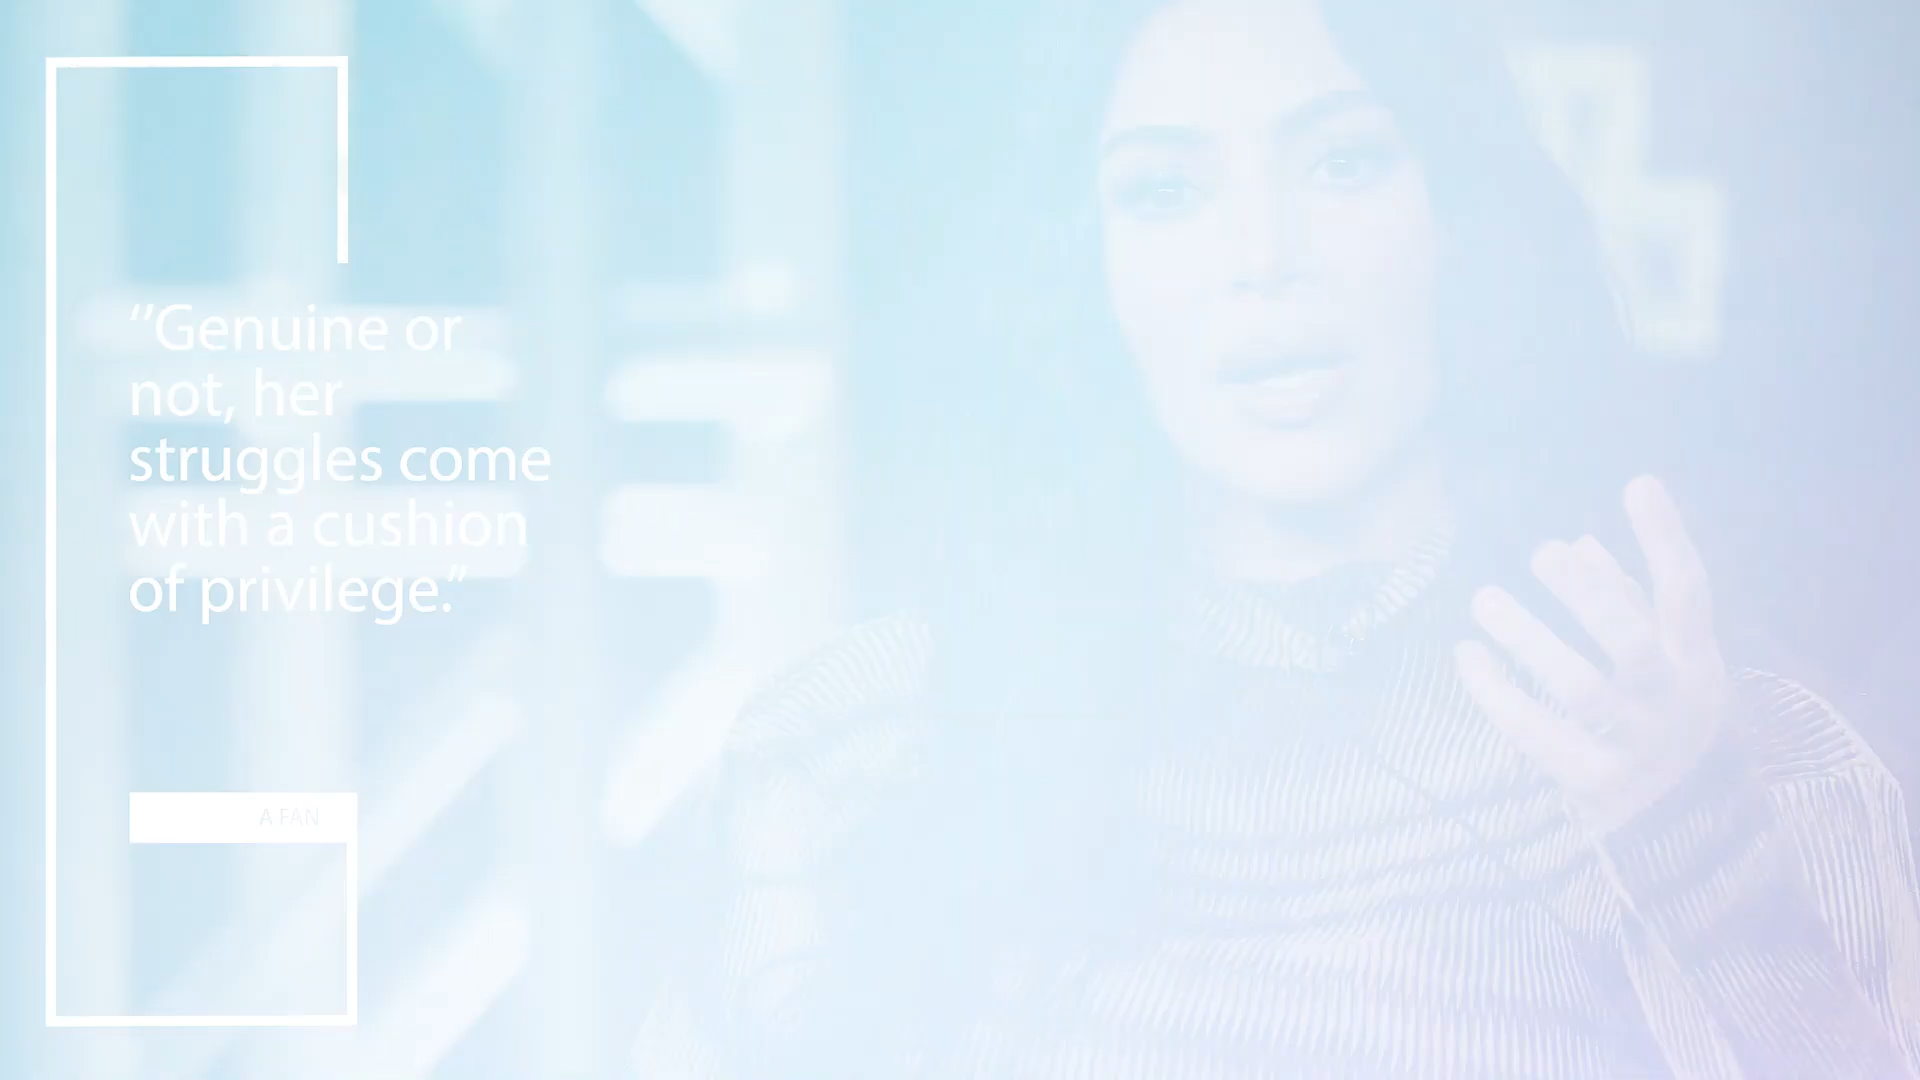 “Genuine or
not, her
struggles come
with a cushion
of privilege.”
A FAN